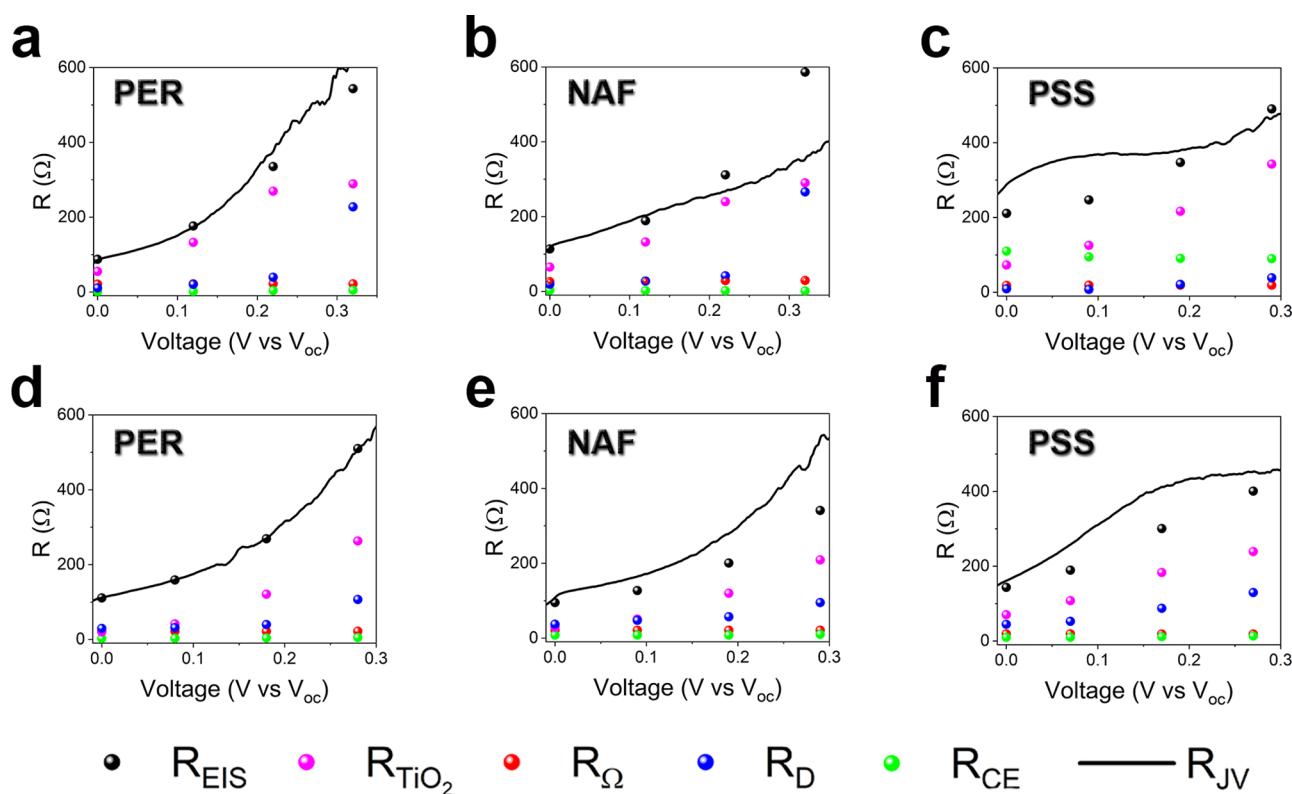 a
PER
600
400
200
0
R (Ω)
0.0 0.1 0.2 0.3
Voltage (V vs Voc)
b
NAF
600
400
200
0
R (Ω)
0.0 0.1 0.2 0.3
Voltage (V vs Voc)
c
PSS
600
400
200
0
R (Ω)
0.0 0.1 0.2 0.3
Voltage (V vs Voc)
d
PER
600
400
200
0
R (Ω)
0.0 0.1 0.2 0.3
Voltage (V vs Voc)
e
NAF
600
400
200
0
R (Ω)
0.0 0.1 0.2 0.3
Voltage (V vs Voc)
f
PSS
600
400
200
0
R (Ω)
0.0 0.1 0.2 0.3
Voltage (V vs Voc)
REIS RTiO2 RΩ RD RCE RJV